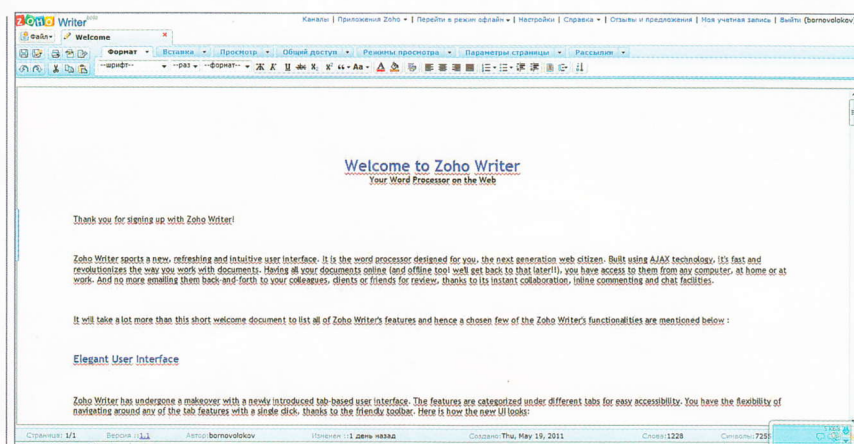 ZOHO Writer beta
Каналы | Приложения Zoho | Перейти в режим офлайн | Настройки | Справка | Отзывы и предложения | Моя учетная запись | Выйти (bornovolokov)
Файл Welcome
Формат Вставка Просмотр Общий доступ Режимы просмотра Параметры страницы Рассылки
--шрифт-- --раз --формат-- Ж К Ч abc X₂ X² “ Aa A
Welcome to Zoho Writer
Your Word Processor on the Web
Thank you for signing up with Zoho Writer!
Zoho Writer sports a new, refreshing and intuitive user interface. It is the word processor designed for you, the next generation web citizen. Built using AJAX technology, it's fast and
revolutionizes the way you work with documents. Having all your documents online (and offline too! we'll get back to that later!!), you have access to them from any computer, at home or at
work. And no more emailing them back-and-forth to your colleagues, clients or friends for review, thanks to its instant collaboration, inline commenting and chat facilities.
It will take a lot more than this short welcome document to list all of Zoho Writer's features and hence a chosen few of the Zoho Writer's functionalities are mentioned below :
Elegant User Interface
Zoho Writer has undergone a makeover with a newly introduced tab-based user interface. The features are categorized under different tabs for easy accessibility. You have the flexibility of
navigating around any of the tab features with a single click, thanks to the friendly toolbar. Here is how the new UI looks:
Страница: 1/1 Версия :1.1 Автор:bornovolokov Изменен :1 день назад Создано:Thu, May 19, 2011 Слова:1228 Символы:725